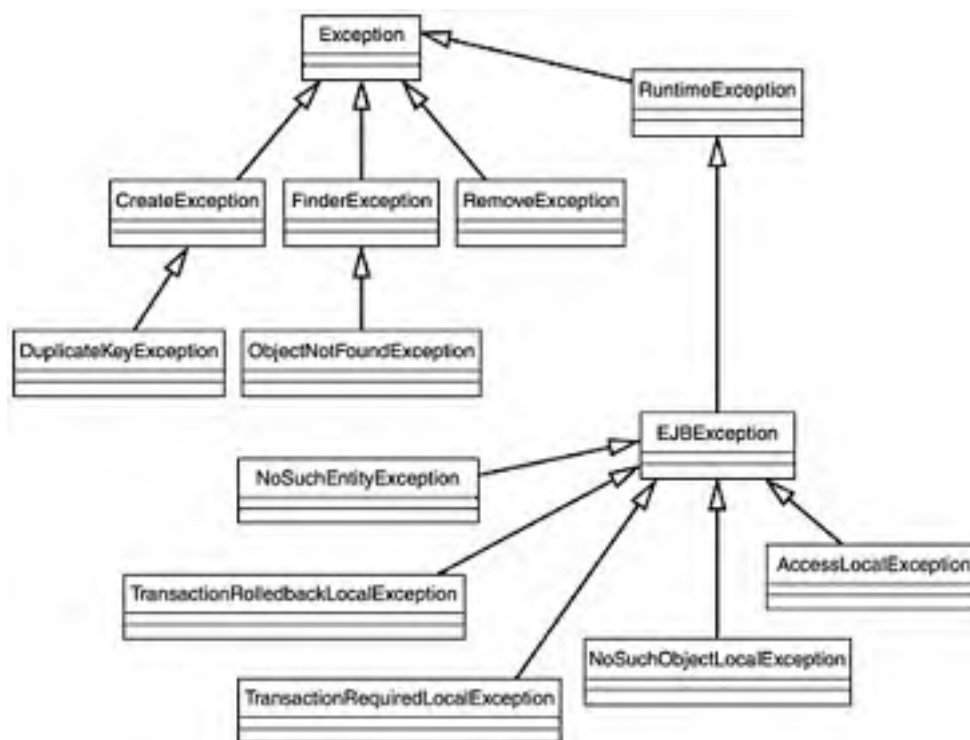 Exception
RuntimeException
CreateException
FinderException
RemoveException
DuplicateKeyException
ObjectNotFoundException
EJBException
NoSuchEntityException
AccessLocalException
TransactionRolledbackLocalException
NoSuchObjectLocalException
TransactionRequiredLocalException